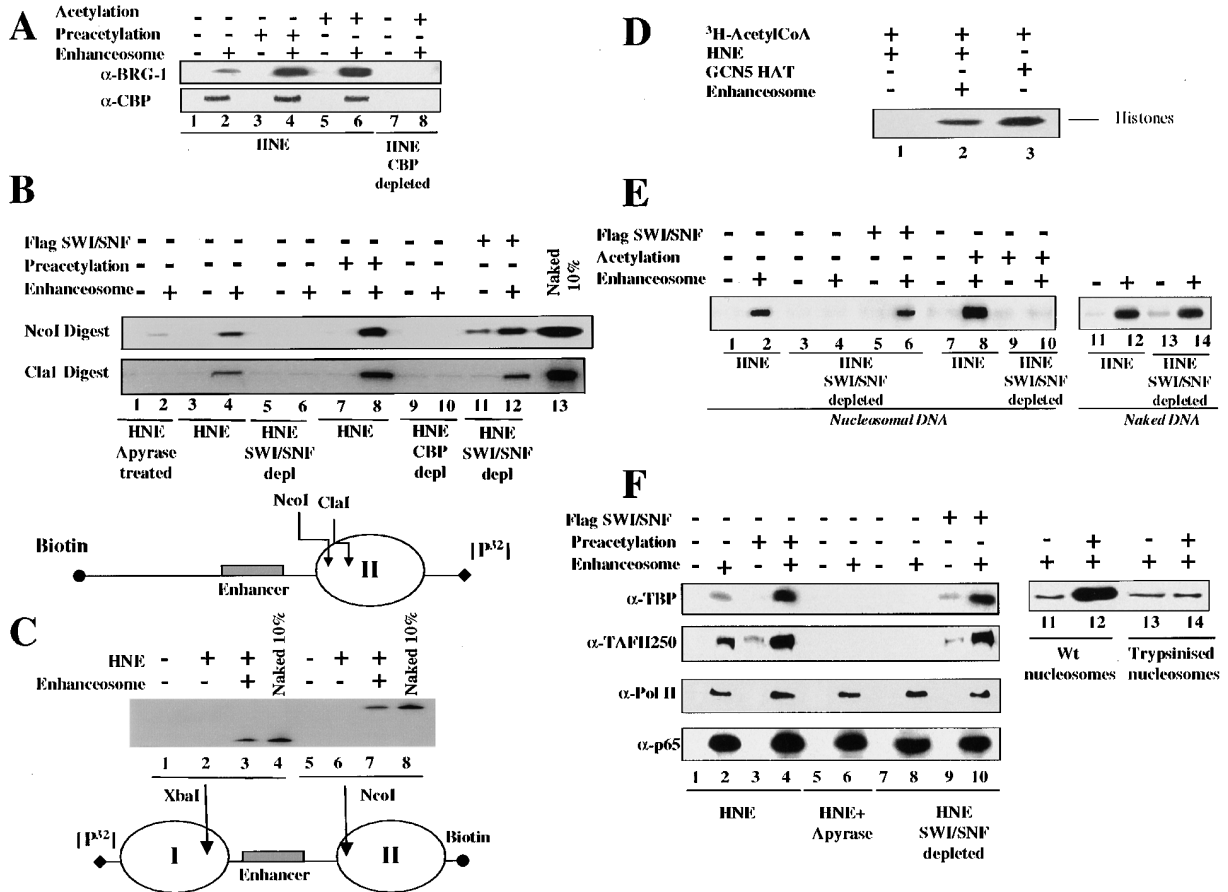 A
Acetylation - - - - + + - +
Preacetylation - - + + - - - -
Enhanceosome - + - + - + - +
α-BRG-1
α-CBP
1 2 3 4 5 6 7 8
HNE
HNE
CBP
depleted
B
Flag SWI/SNF - - - - - - - - - - + +
Preacetylation - - - - - - + + - - - -
Enhanceosome - + - + - + - + - + - +
Naked
10%
NcoI Digest
Cla1 Digest
1 2 3 4 5 6 7 8 9 10 11 12 13
HNE
Apyrase
treated
HNE
HNE
SWI/SNF
depl
HNE
HNE
CBP
depl
HNE
SWI/SNF
depl
NcoI ClaI
Biotin
II
[P32]
Enhancer
C
HNE - + + - + +
Enhanceosome - - + - - +
Naked 10%
Naked 10%
1 2 3 4 5 6 7 8
XbaI
NcoI
[P32]
I
Enhancer
II
Biotin
D
³H-AcetylCoA + + +
HNE + + -
GCN5 HAT - - +
Enhanceosome - + -
Histones
1 2 3
E
Flag SWI/SNF - - - - + + - - - -
Acetylation - - - - - - - + + +
Enhanceosome - + - + - + - + - + - + - +
1 2 3 4 5 6 7 8 9 10 11 12 13 14
HNE
HNE
SWI/SNF
depleted
HNE
HNE
SWI/SNF
depleted
HNE
HNE
SWI/SNF
depleted
Nucleosomal DNA
Naked DNA
F
Flag SWI/SNF - - - - - - - - + +
Preacetylation - - + + - - - - - - - + - +
Enhanceosome - + - + - + - + - + + + + +
α-TBP
α-TAFII250
α-Pol II
α-p65
11 12 13 14
Wt
nucleosomes
Trypsinised
nucleosomes
1 2 3 4 5 6 7 8 9 10
HNE
HNE+
Apyrase
HNE
SWI/SNF
depleted